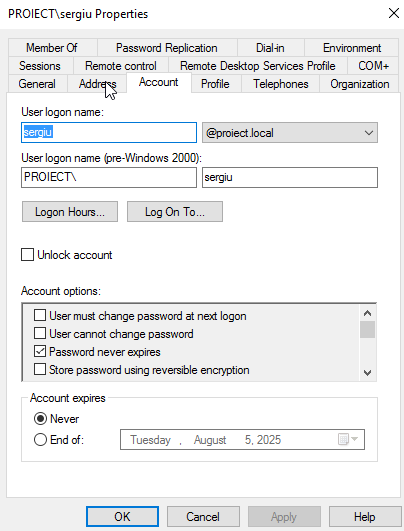 PROIECT\sergiu Properties
Member Of Password Replication Dial-in Environment
Sessions Remote control Remote Desktop Services Profile COM+
General Address Account Profile Telephones Organization
User logon name:
sergiu @proiect.local
User logon name (pre-Windows 2000):
PROIECT\ sergiu
Logon Hours... Log On To...
Unlock account
Account options:
User must change password at next logon
User cannot change password
Password never expires
Store password using reversible encryption
Account expires
Never
End of: Tuesday , August 5, 2025
OK Cancel Apply Help